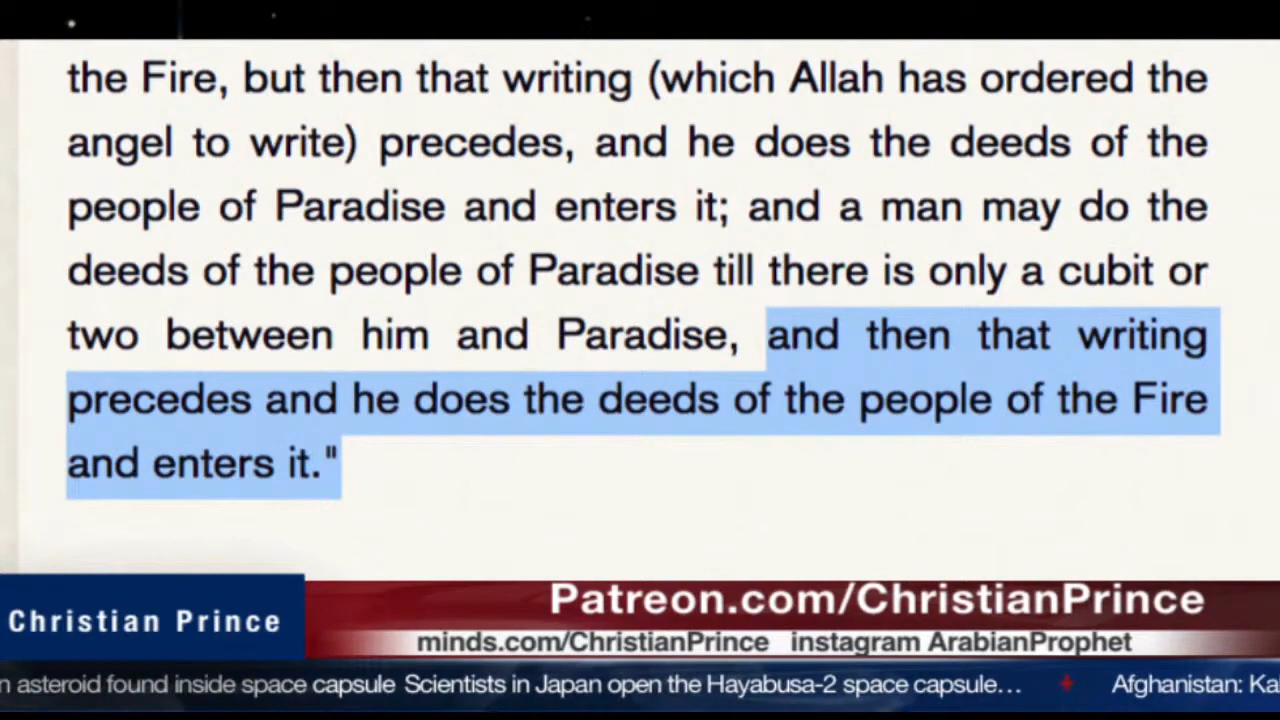 the Fire, but then that writing (which Allah has ordered the
angel to write) precedes, and he does the deeds of the
people of Paradise and enters it; and a man may do the
deeds of the people of Paradise till there is only a cubit or
two between him and Paradise, and then that writing
precedes and he does the deeds of the people of the Fire
and enters it."
Patreon.com/ChristianPrince
Christian Prince
minds.com/ChristianPrince instagram ArabianProphet
n asteroid found inside space capsule Scientists in Japan open the Hayabusa-2 space capsule... Afghanistan: Ka